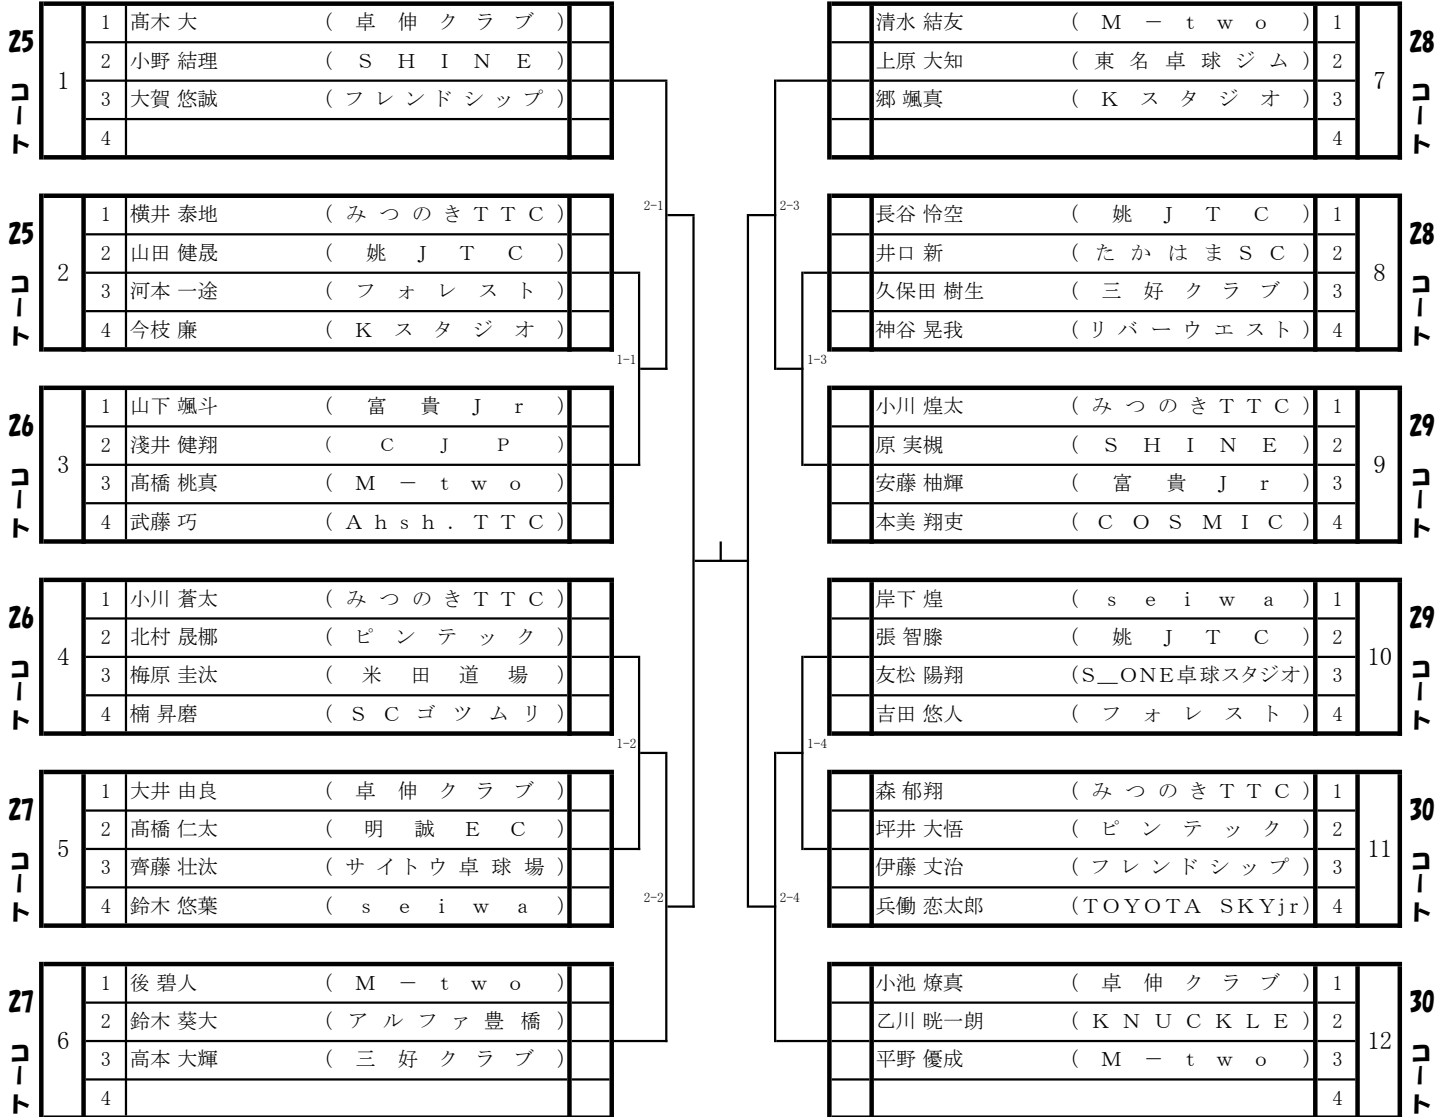 25 コート 1
1 髙木 大 (卓伸クラブ)
2 小野 結理 (SHINE)
3 大賀 悠誠 (フレンドシップ)
4
25 コート 2
1 横井 泰地 (みつのきTTC)
2 山田 健晟 (姚JTC)
3 河本 一途 (フォレスト)
4 今枝 廉 (Kスタジオ)
26 コート 3
1 山下 颯斗 (富貴Jr)
2 淺井 健翔 (CJP)
3 髙橋 桃真 (M-two)
4 武藤 巧 (Ahsh.TTC)
26 コート 4
1 小川 蒼太 (みつのきTTC)
2 北村 晟梛 (ピンテック)
3 梅原 圭汰 (米田道場)
4 楠 昇磨 (SCゴツムリ)
27 コート 5
1 大井 由良 (卓伸クラブ)
2 髙橋 仁太 (明誠EC)
3 齊藤 壮汰 (サイトウ卓球場)
4 鈴木 悠葉 (seiwa)
27 コート 6
1 後 碧人 (M-two)
2 鈴木 葵大 (アルファ豊橋)
3 高本 大輝 (三好クラブ)
4
2-1
1-1
1-2
2-2
2-3
1-3
1-4
2-4
清水 結友 (M-two) 1
上原 大知 (東名卓球ジム) 2
郷 颯真 (Kスタジオ) 3
4
7 28 コート
長谷 怜空 (姚JTC) 1
井口 新 (たかはまSC) 2
久保田 樹生 (三好クラブ) 3
神谷 晃我 (リバーウエスト) 4
8 28 コート
小川 煌太 (みつのきTTC) 1
原 実槻 (SHINE) 2
安藤 柚輝 (富貴Jr) 3
本美 翔吏 (COSMIC) 4
9 29 コート
岸下 煌 (seiwa) 1
張 智滕 (姚JTC) 2
友松 陽翔 (S_ONE卓球スタジオ) 3
吉田 悠人 (フォレスト) 4
10 29 コート
森 郁翔 (みつのきTTC) 1
坪井 大悟 (ピンテック) 2
伊藤 丈治 (フレンドシップ) 3
兵働 恋太郎 (TOYOTA SKYjr) 4
11 30 コート
小池 燎真 (卓伸クラブ) 1
乙川 晄一朗 (KNUCKLE) 2
平野 優成 (M-two) 3
4
12 30 コート